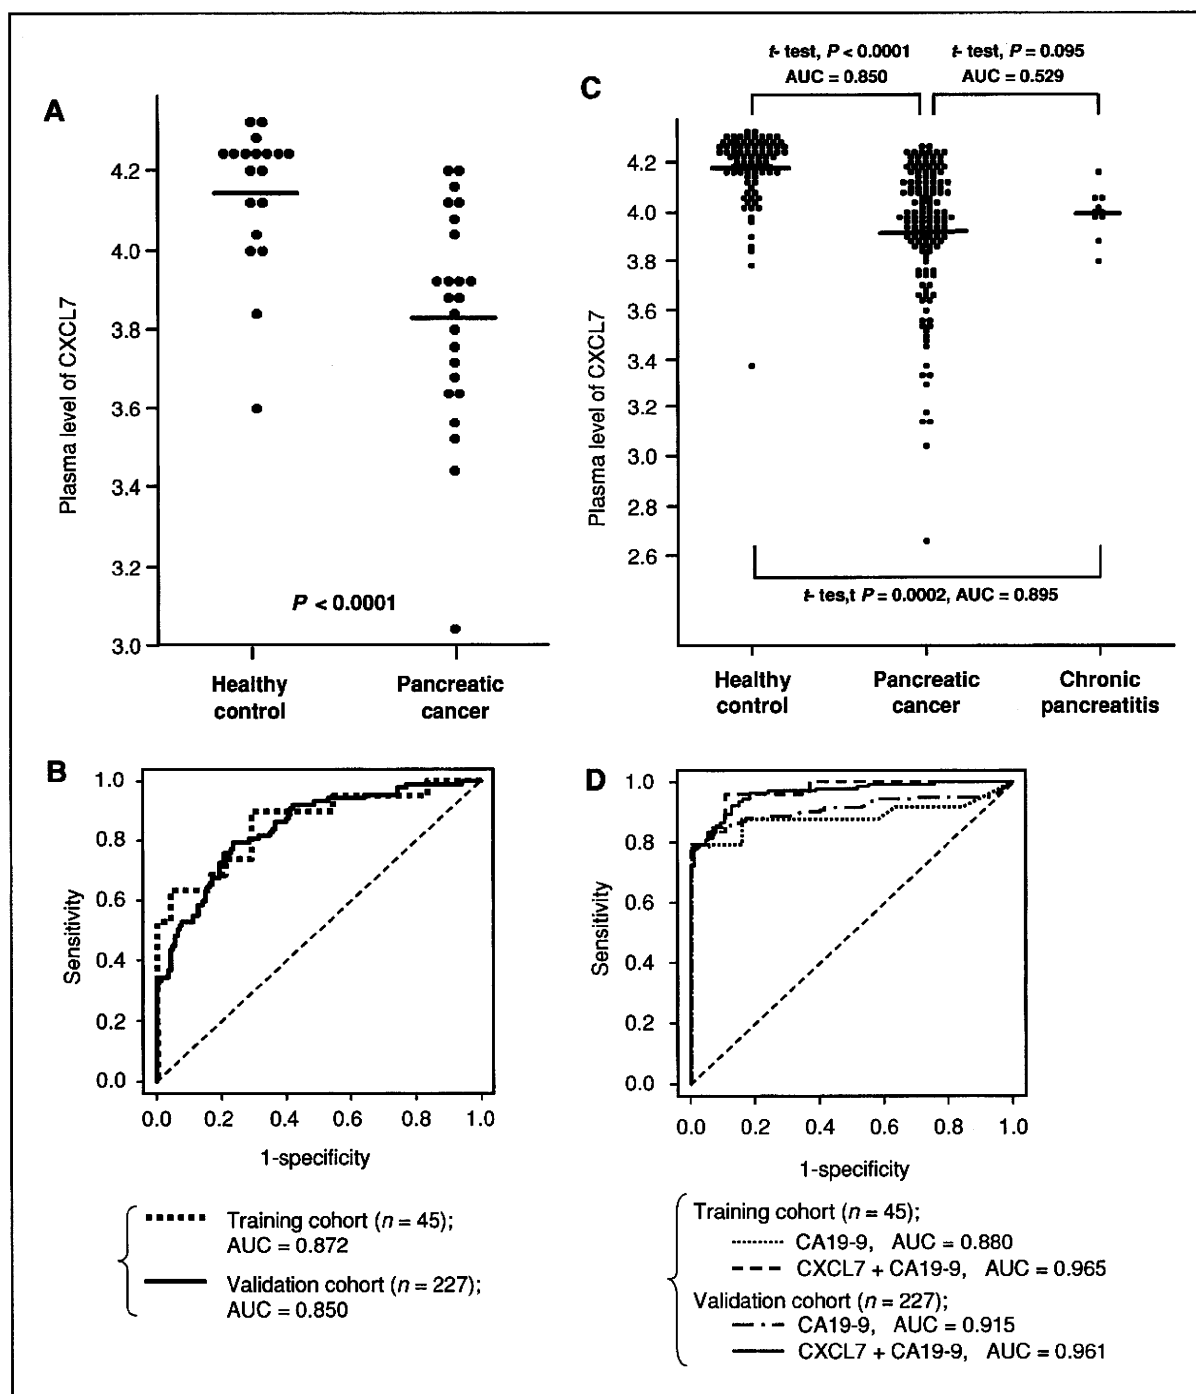 A
Plasma level of CXCL7
4.2
4.0
3.8
3.6
3.4
3.2
3.0
P < 0.0001
Healthy
control
Pancreatic
cancer
C
t- test, P < 0.0001
AUC = 0.850
t- test, P = 0.095
AUC = 0.529
Plasma level of CXCL7
4.2
4.0
3.8
3.6
3.4
3.2
3.0
2.8
2.6
t- tes,t P = 0.0002, AUC = 0.895
Healthy
control
Pancreatic
cancer
Chronic
pancreatitis
B
Sensitivity
1.0
0.8
0.6
0.4
0.2
0.0
0.0 0.2 0.4 0.6 0.8 1.0
1-specificity
Training cohort (n = 45);
AUC = 0.872
Validation cohort (n = 227);
AUC = 0.850
D
Sensitivity
1.0
0.8
0.6
0.4
0.2
0.0
0.0 0.2 0.4 0.6 0.8 1.0
1-specificity
Training cohort (n = 45);
CA19-9, AUC = 0.880
CXCL7 + CA19-9, AUC = 0.965
Validation cohort (n = 227);
CA19-9, AUC = 0.915
CXCL7 + CA19-9, AUC = 0.961